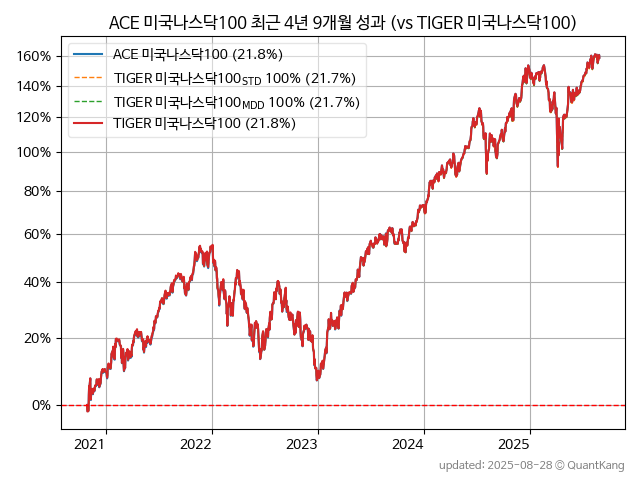 ACE 미국나스닥100 최근 4년 9개월 성과 (vs TIGER 미국나스닥100)
ACE 미국나스닥100 (21.8%)
TIGER 미국나스닥100STD 100% (21.7%)
TIGER 미국나스닥100MDD 100% (21.7%)
TIGER 미국나스닥100 (21.8%)
160%
140%
120%
100%
80%
60%
40%
20%
0%
2021 2022 2023 2024 2025
updated: 2025-08-28 © QuantKang